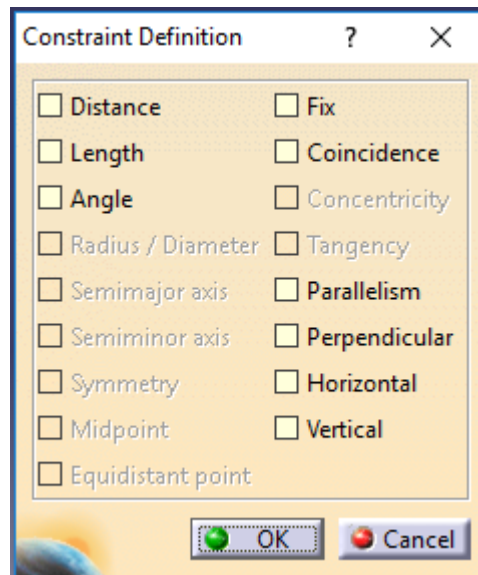 Constraint Definition ? ×
Distance
Length
Angle
Radius / Diameter
Semimajor axis
Semiminor axis
Symmetry
Midpoint
Equidistant point
Fix
Coincidence
Concentricity
Tangency
Parallelism
Perpendicular
Horizontal
Vertical
OK Cancel